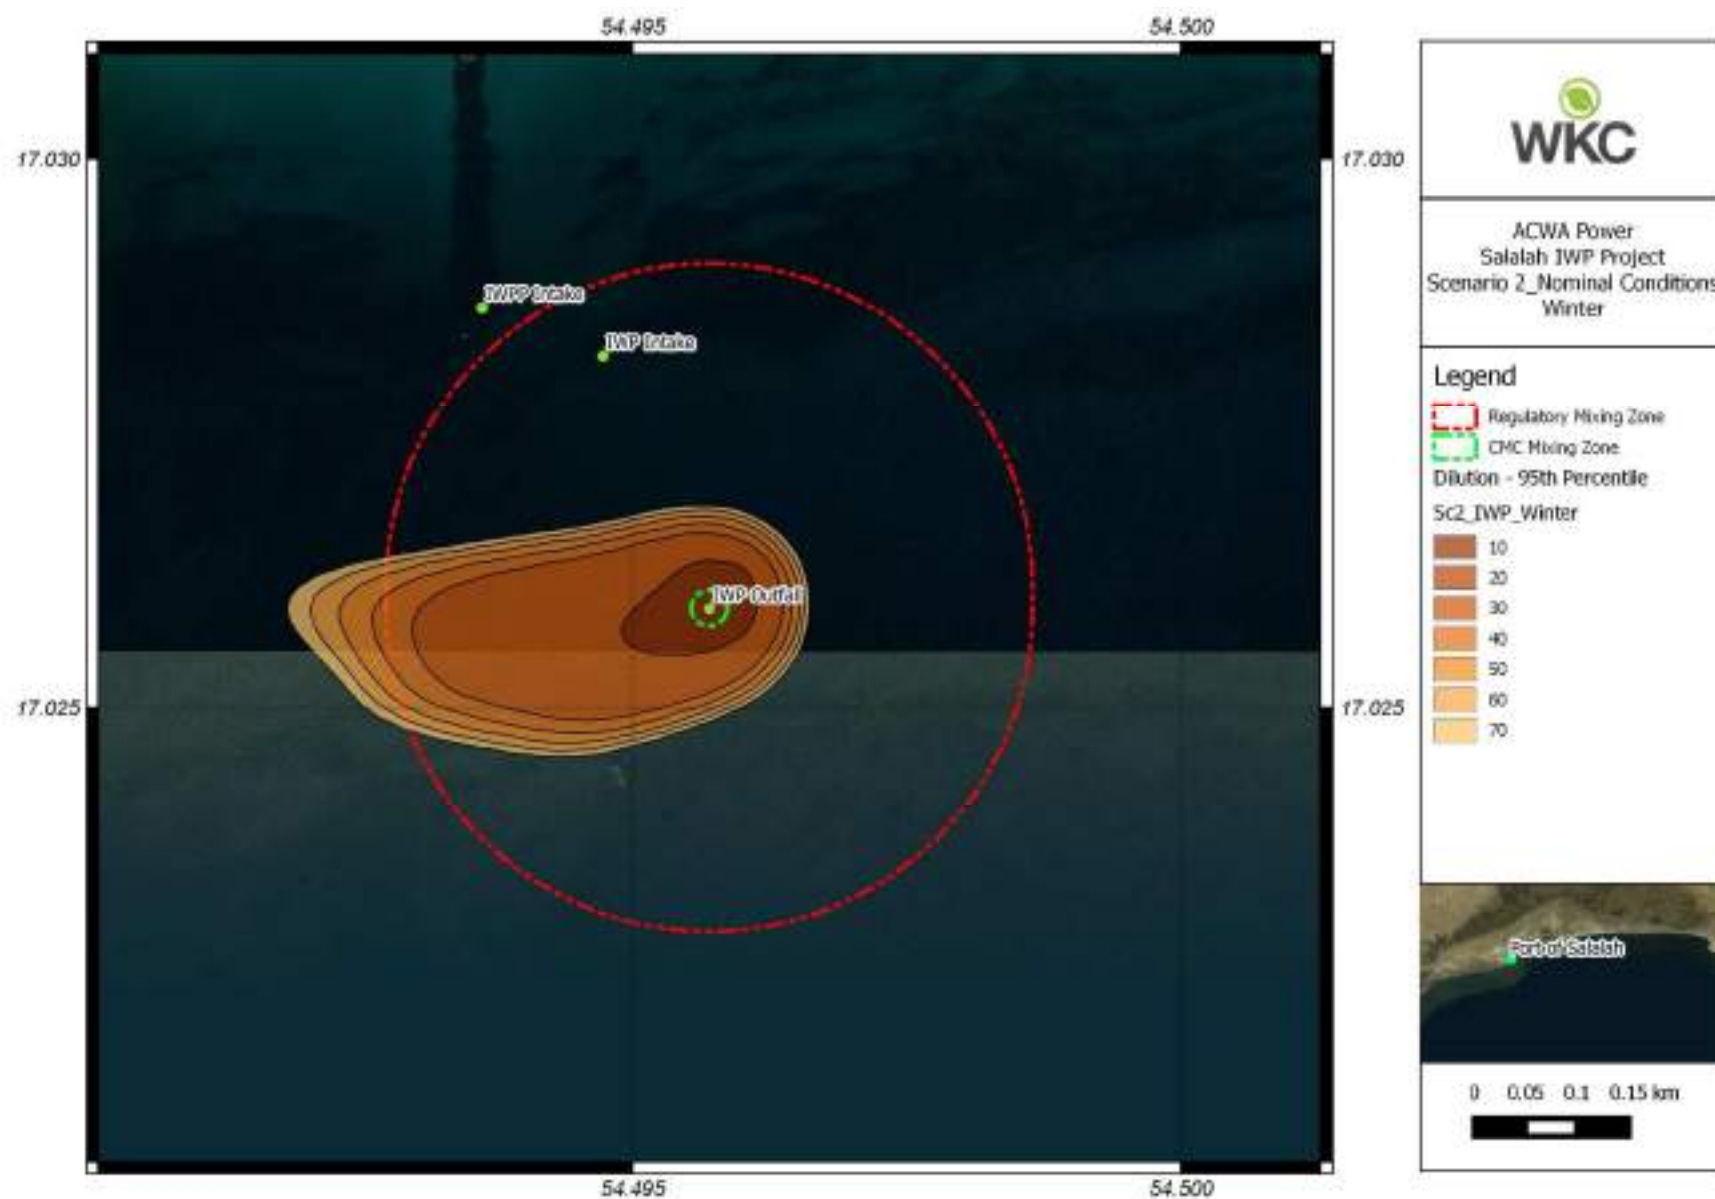 54.495 54.500
17.030 17.030
IWPP Intake
IWP Intake
IWP Outfall
17.025 17.025
54.495 54.500
WKC
ACWA Power
Salalah IWP Project
Scenario 2_Nominal Conditions
Winter
Legend
Regulatory Mixing Zone
CMC Mixing Zone
Dilution - 95th Percentile
Sc2_IWP_Winter
10
20
30
40
50
60
70
Port of Salalah
0 0.05 0.1 0.15 km